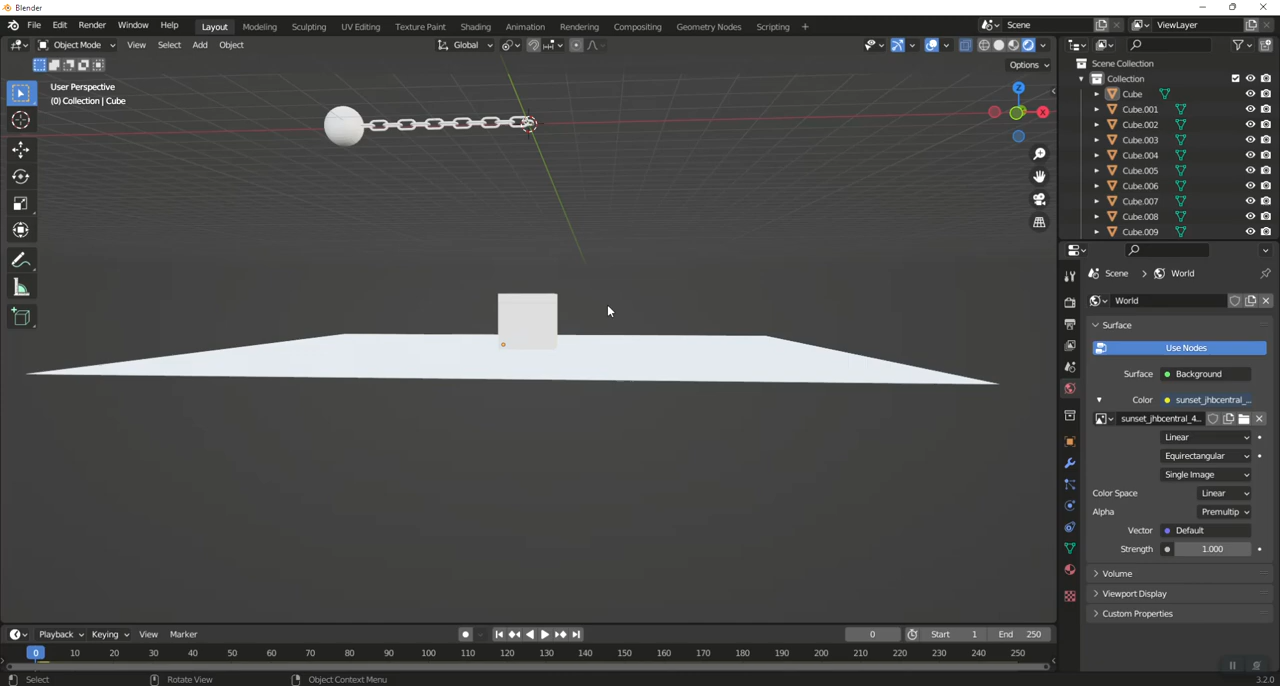 Blender
File Edit Render Window Help Layout Modeling Sculpting UV Editing Texture Paint Shading Animation Rendering Compositing Geometry Nodes Scripting + Scene ViewLayer
Object Mode View Select Add Object Global
Options
User Perspective
(0) Collection | Cube
Z
X
Scene Collection
Collection
Cube
Cube.001
Cube.002
Cube.003
Cube.004
Cube.005
Cube.006
Cube.007
Cube.008
Cube.009
Scene > World
World
Surface
Use Nodes
Surface Background
Color sunset_jhbcentral_...
sunset_jhbcentral_4...
Linear
Equirectangular
Single Image
Color Space Linear
Alpha Premultip
Vector Default
Strength 1.000
Volume
Viewport Display
Custom Properties
Playback Keying View Marker 0 Start 1 End 250
0 10 20 30 40 50 60 70 80 90 100 110 120 130 140 150 160 170 180 190 200 210 220 230 240 250
Select Rotate View Object Context Menu 3.2.0